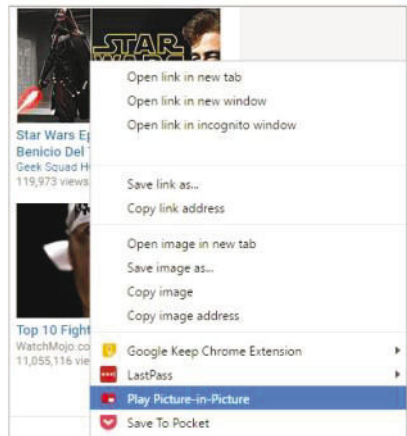 STAR
WARS
Open link in new tab
Open link in new window
Open link in incognito window
Star Wars Ep
Benicio Del
Geek Squad H
119,973 views
Save link as...
Copy link address
Open image in new tab
Save image as...
Copy image
Copy image address
Top 10 Fight
WatchMojo.co
11,055,116 vie
Google Keep Chrome Extension
LastPass
Play Picture-in-Picture
Save To Pocket